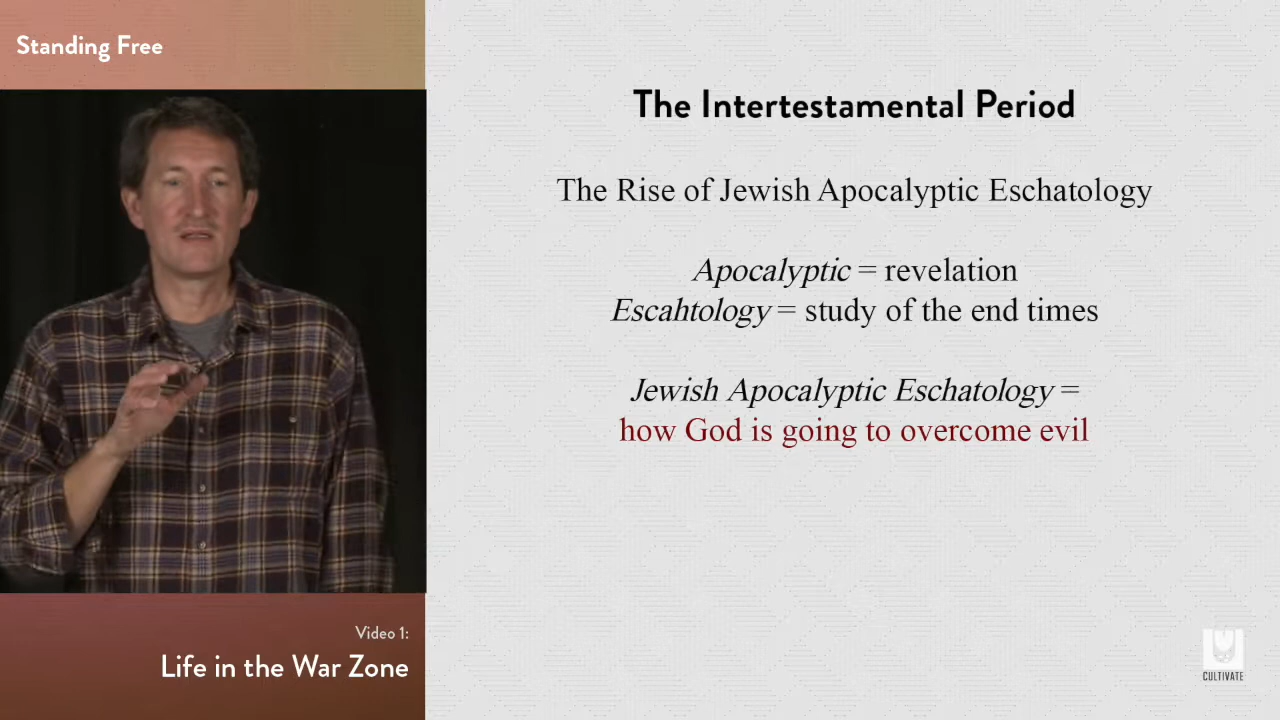 Standing Free
The Intertestamental Period
The Rise of Jewish Apocalyptic Eschatology
Apocalyptic = revelation
Escahtology = study of the end times
Jewish Apocalyptic Eschatology =
how God is going to overcome evil
Video 1:
Life in the War Zone
CULTIVATE